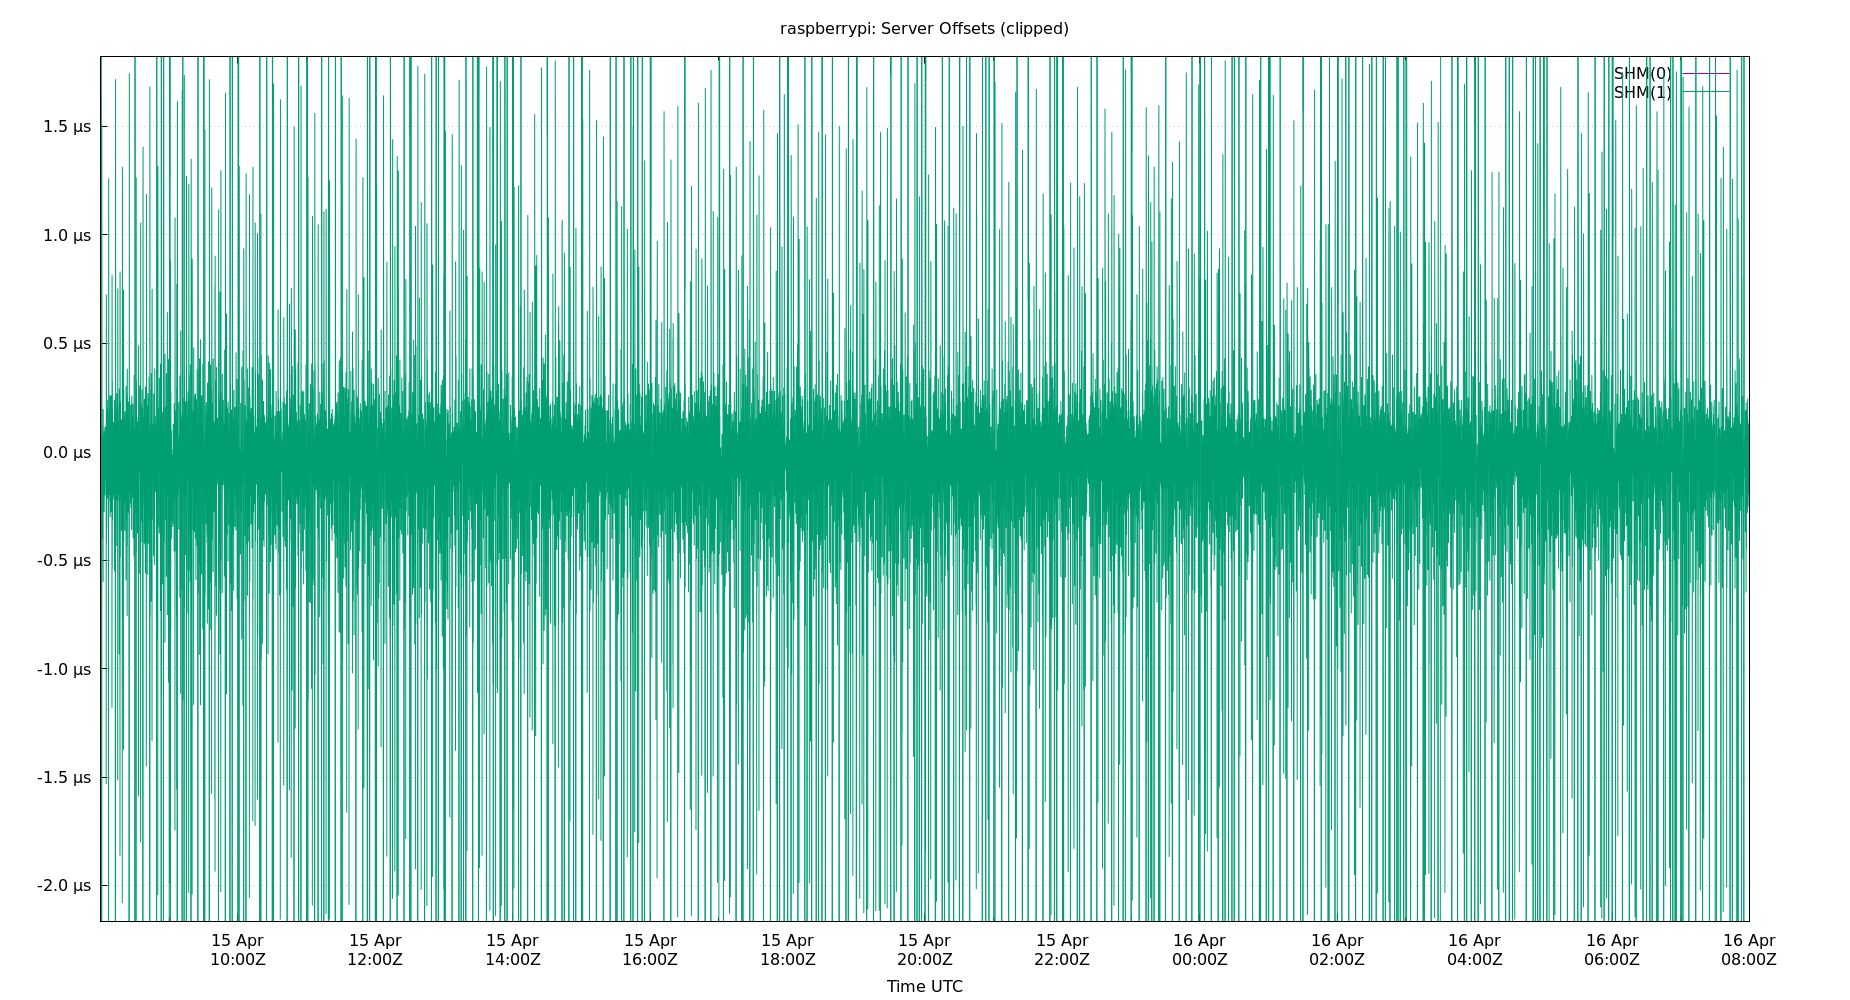 raspberrypi: Server Offsets (clipped)
SHM(0)
SHM(1)
1.5 µs
1.0 µs
0.5 µs
0.0 µs
-0.5 µs
-1.0 µs
-1.5 µs
-2.0 µs
15 Apr 15 Apr 15 Apr 15 Apr 15 Apr 15 Apr 15 Apr 16 Apr 16 Apr 16 Apr 16 Apr 16 Apr
10:00Z 12:00Z 14:00Z 16:00Z 18:00Z 20:00Z 22:00Z 00:00Z 02:00Z 04:00Z 06:00Z 08:00Z
Time UTC